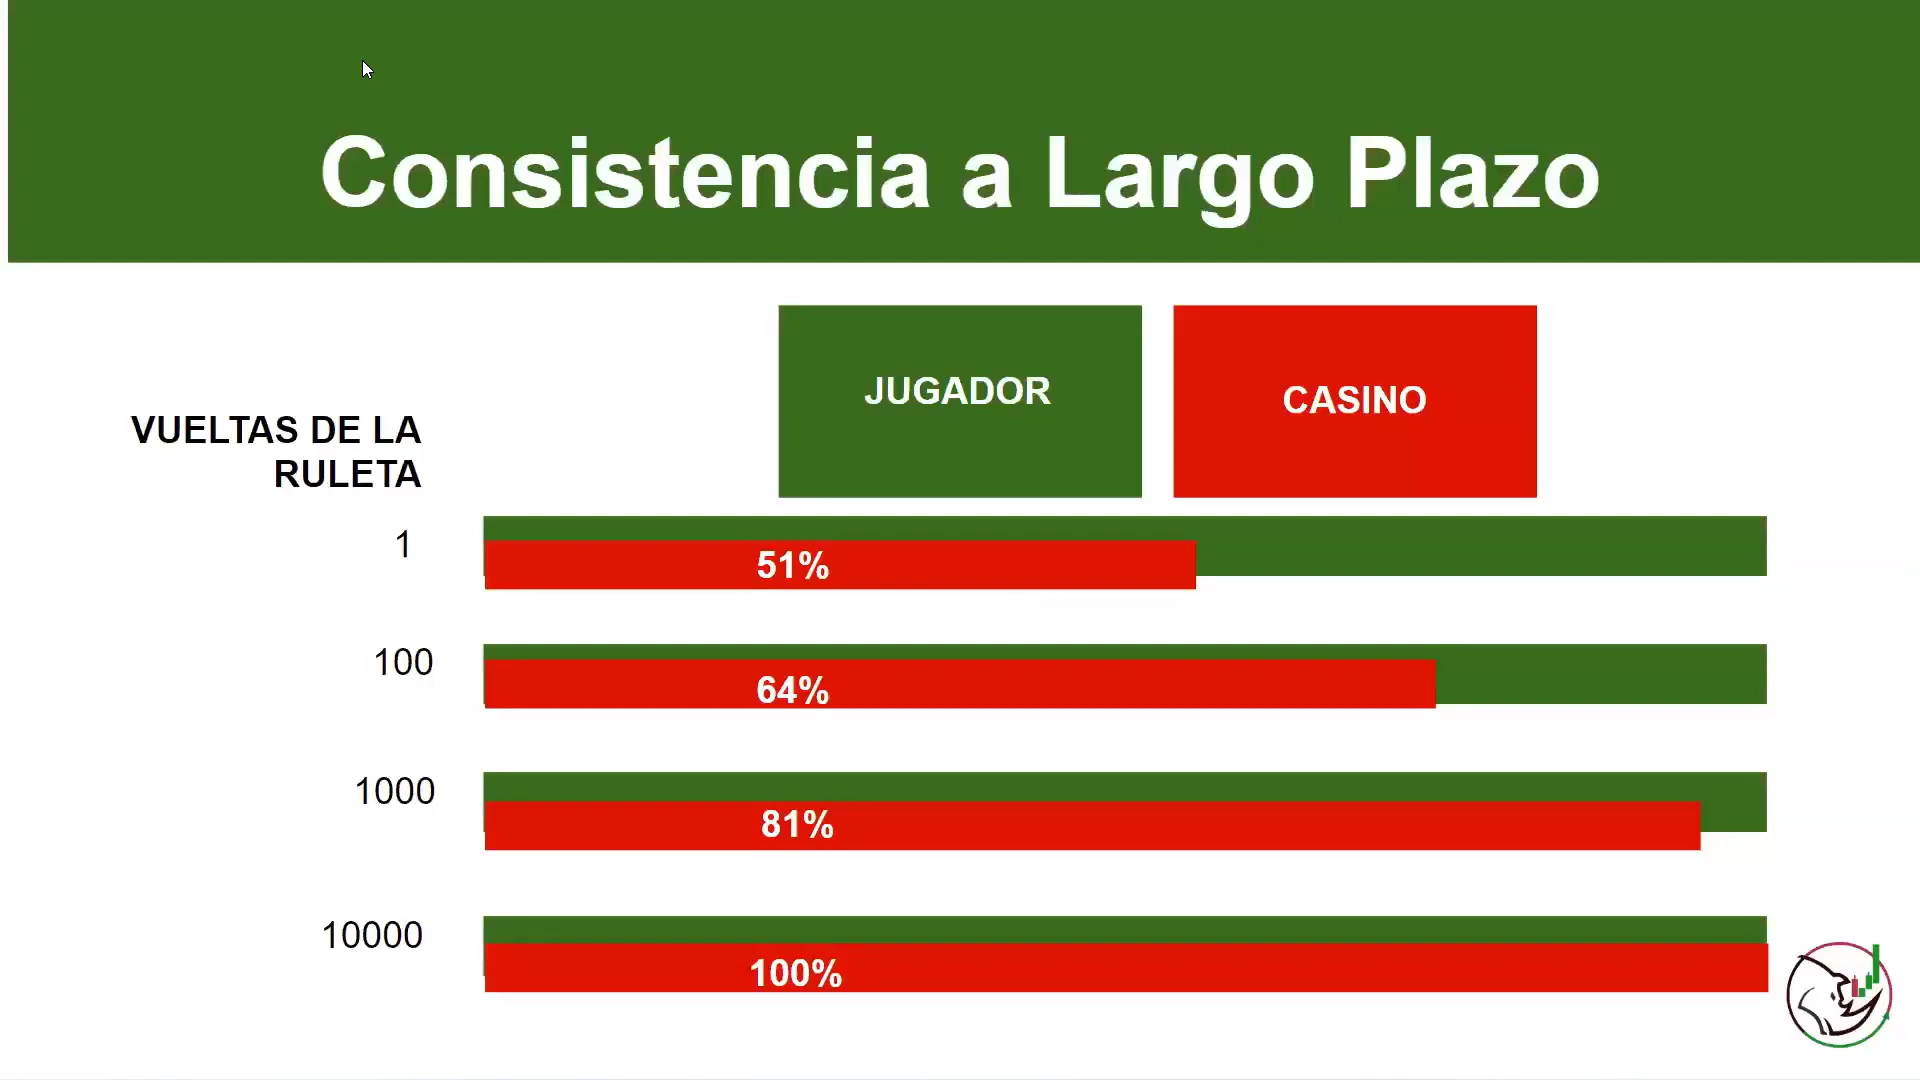 Consistencia a Largo Plazo
JUGADOR
CASINO
VUELTAS DE LA
RULETA
1
51%
100
64%
1000
81%
10000
100%